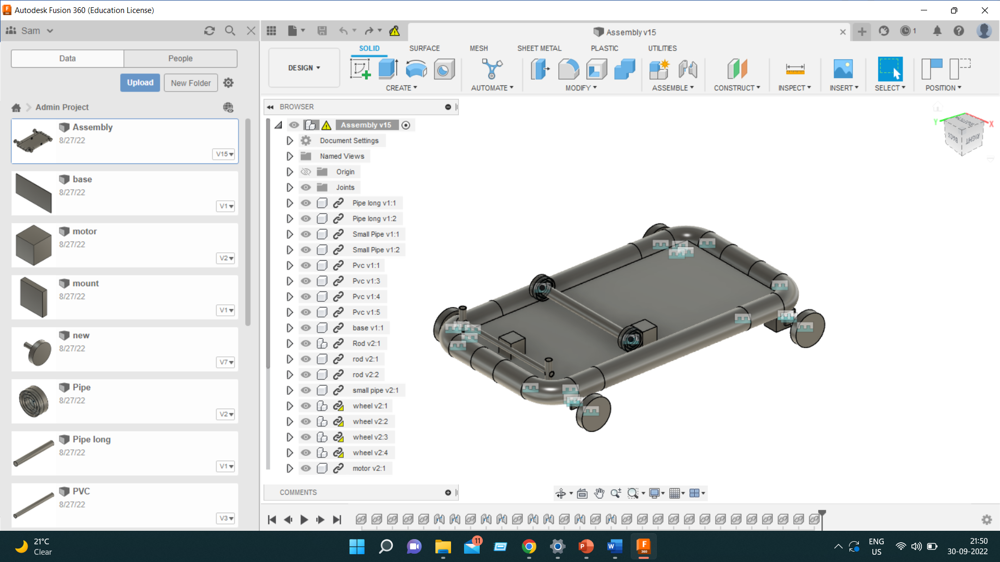 Autodesk Fusion 360 (Education License)
Sam
Assembly v15
1
Data
People
Upload
New Folder
Admin Project
Assembly
8/27/22
V15
base
8/27/22
V1
motor
8/27/22
V2
mount
8/27/22
V1
new
8/27/22
V7
Pipe
8/27/22
V2
Pipe long
8/27/22
V1
PVC
8/27/22
V3
DESIGN
SOLID
SURFACE
MESH
SHEET METAL
PLASTIC
UTILITIES
CREATE
AUTOMATE
MODIFY
ASSEMBLE
CONSTRUCT
INSPECT
INSERT
SELECT
POSITION
BROWSER
Assembly v15
Document Settings
Named Views
Origin
Joints
Pipe long v1:1
Pipe long v1:2
Small Pipe v1:1
Small Pipe v1:2
Pvc v1:1
Pvc v1:3
Pvc v1:4
Pvc v1:5
base v1:1
Rod v2:1
rod v2:1
rod v2:2
small pipe v2:1
wheel v2:1
wheel v2:2
wheel v2:3
wheel v2:4
motor v2:1
COMMENTS
Y
X
BOTTOM
BACK
RIGHT
21°C
Clear
11
F
360
ENG
US
21:50
30-09-2022